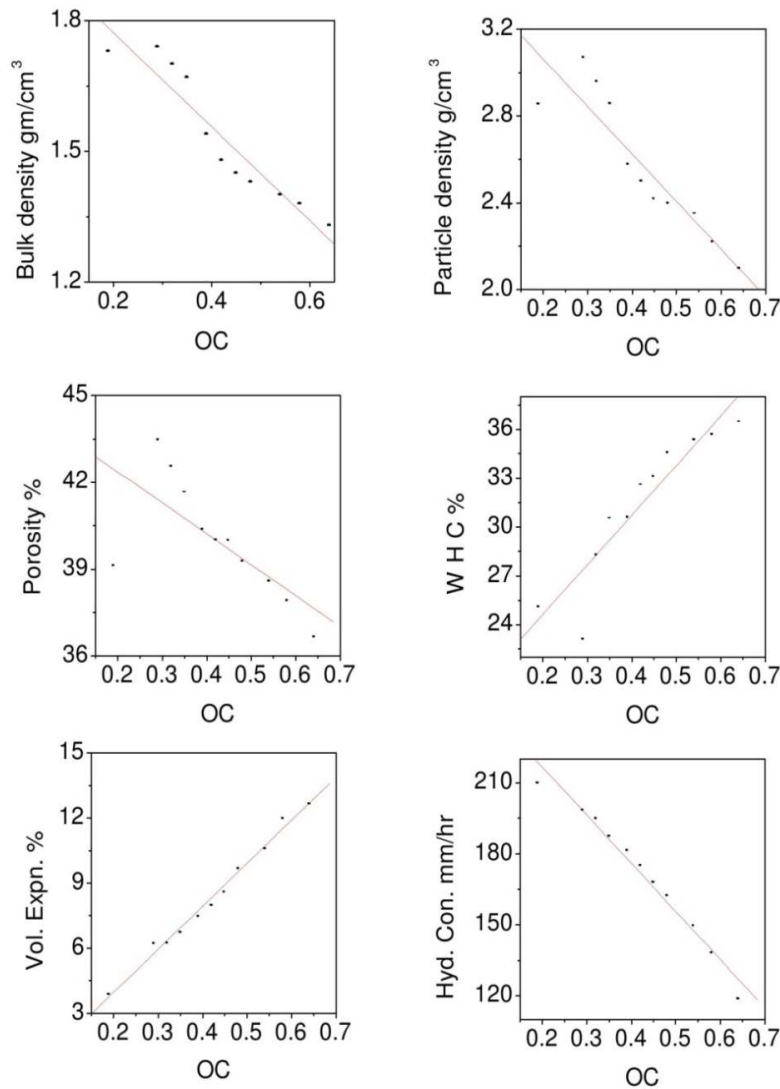 Bulk density gm/cm³
1.8
1.5
1.2
0.2 0.4 0.6
OC
Particle density g/cm³
3.2
2.8
2.4
2.0
0.2 0.3 0.4 0.5 0.6 0.7
OC
Porosity %
45
42
39
36
0.2 0.3 0.4 0.5 0.6 0.7
OC
W H C %
36
33
30
27
24
0.2 0.3 0.4 0.5 0.6 0.7
OC
Vol. Expn. %
15
12
9
6
3
0.2 0.3 0.4 0.5 0.6 0.7
OC
Hyd. Con. mm/hr
210
180
150
120
0.2 0.3 0.4 0.5 0.6 0.7
OC